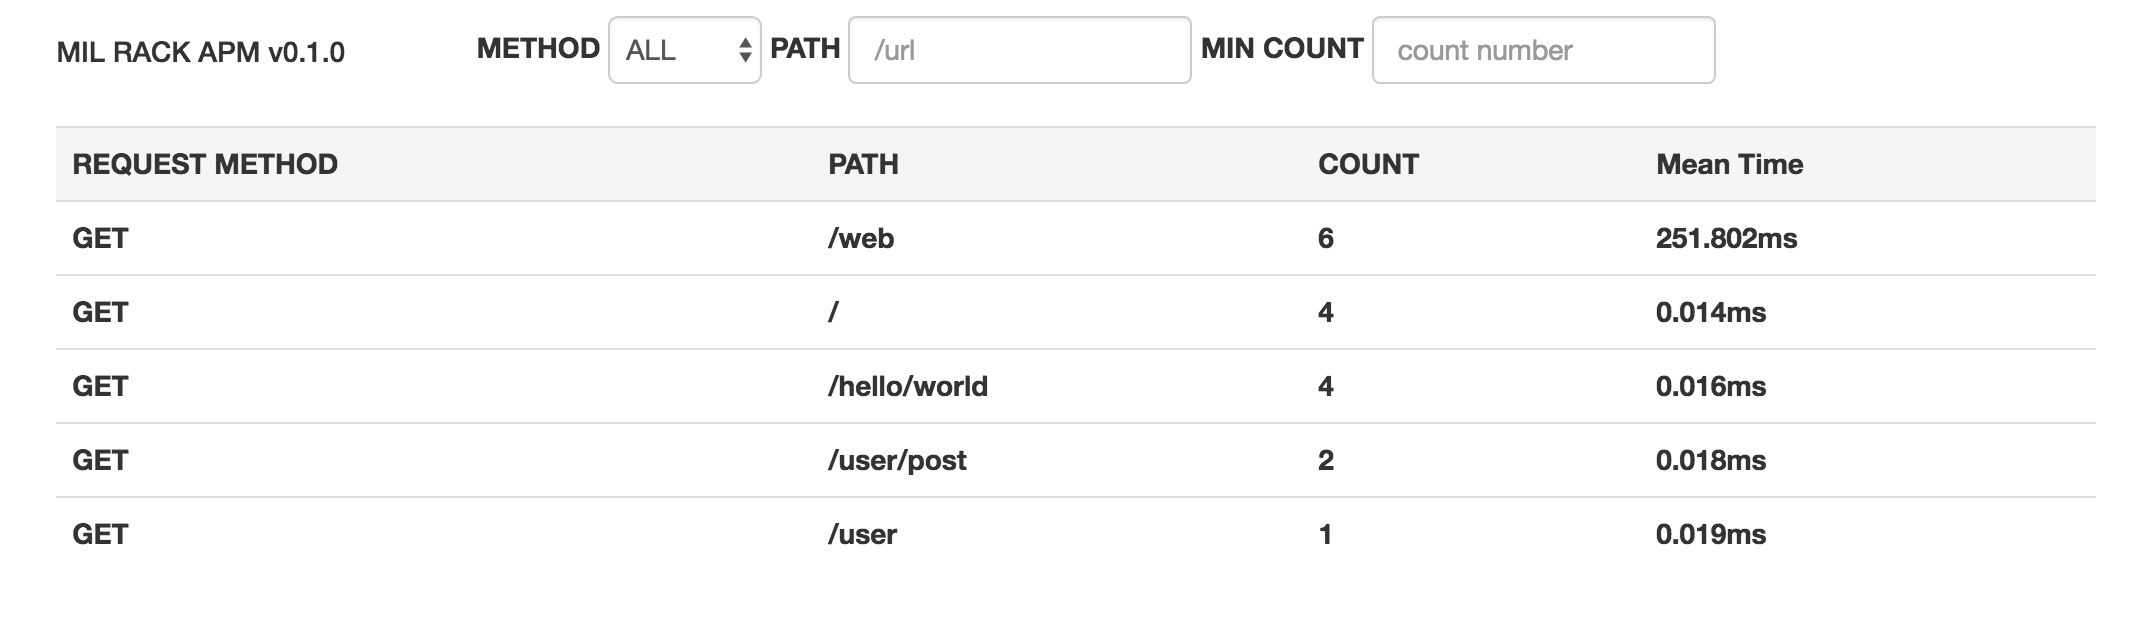 MIL RACK APM v0.1.0 METHOD ALL PATH /url MIN COUNT count number
REQUEST METHOD PATH COUNT Mean Time
GET /web 6 251.802ms
GET / 4 0.014ms
GET /hello/world 4 0.016ms
GET /user/post 2 0.018ms
GET /user 1 0.019ms